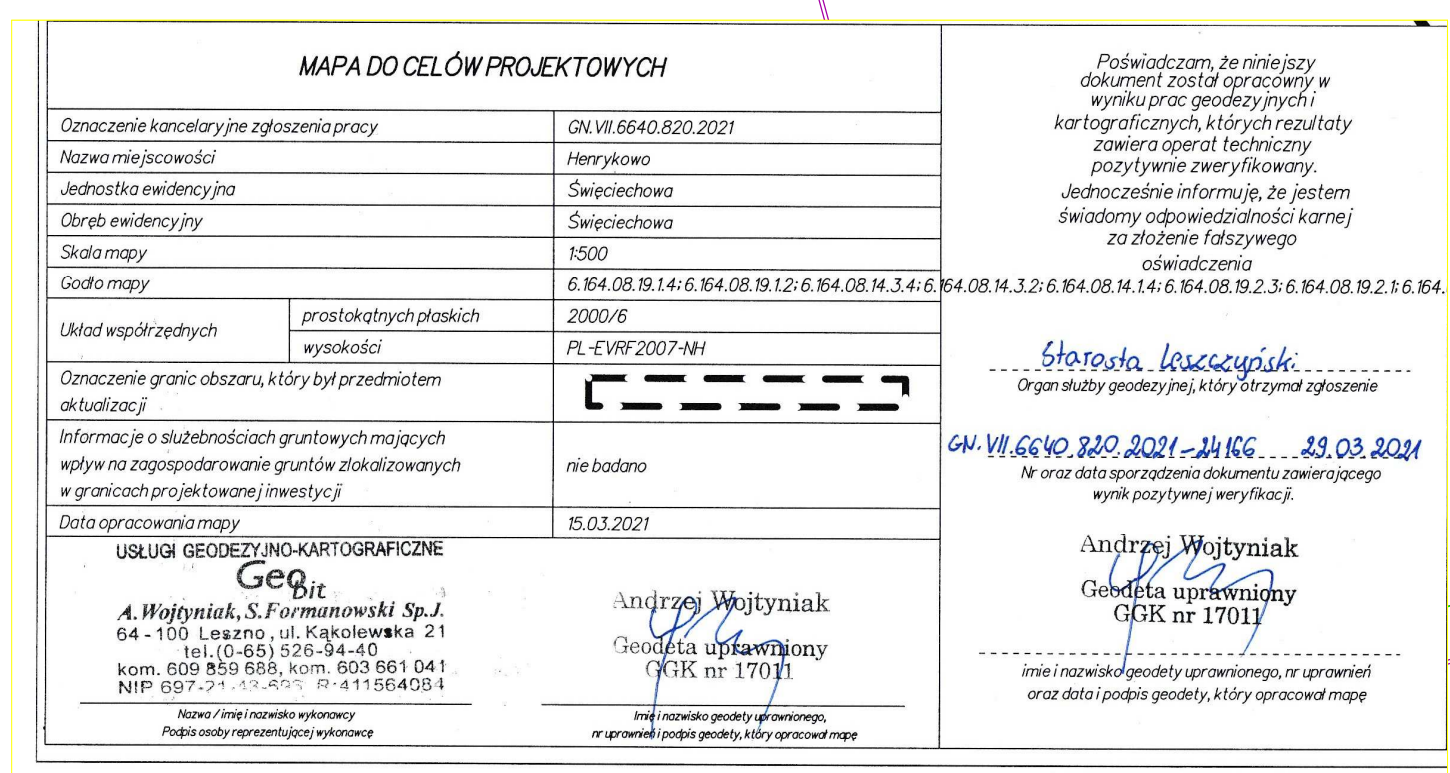 MAPA DO CELÓW PROJEKTOWYCH
Oznaczenie kancelaryjne zgłoszenia pracy GN.VII.6640.820.2021
Nazwa miejscowości Henrykowo
Jednostka ewidencyjna Święciechowa
Obręb ewidencyjny Święciechowa
Skala mapy 1:500
Godło mapy 6.164.08.19.1.4; 6.164.08.19.1.2; 6.164.08.14.3.4; 6.164.08.14.3.2; 6.164.08.14.1.4; 6.164.08.19.2.3; 6.164.08.19.2.1; 6.164.
Układ współrzędnych
prostokątnych płaskich 2000/6
wysokości PL-EVRF2007-NH
Oznaczenie granic obszaru, który był przedmiotem
aktualizacji
Informacje o służebnościach gruntowych mających
wpływ na zagospodarowanie gruntów zlokalizowanych
w granicach projektowanej inwestycji
nie badano
Data opracowania mapy 15.03.2021
USŁUGI GEODEZYJNO-KARTOGRAFICZNE
GeoBit
A. Wojtyniak, S.Formanowski Sp.J.
64-100 Leszno, ul. Kąkolewska 21
tel.(0-65) 526-94-40
kom. 609 859 688, kom. 603 661 041
NIP 697-21-43- R:411564084
Nazwa / imię i nazwisko wykonawcy
Podpis osoby reprezentującej wykonawcę
Andrzej Wojtyniak
Geodeta uprawniony
GGK nr 17011
Imię i nazwisko geodety uprawnionego,
nr uprawnień i podpis geodety, który opracował mapę
Poświadczam, że niniejszy
dokument został opracowny w
wyniku prac geodezyjnych i
kartograficznych, których rezultaty
zawiera operat techniczny
pozytywnie zweryfikowany.
Jednocześnie informuję, że jestem
świadomy odpowiedzialności karnej
za złożenie fałszywego
oświadczenia
Starosta Leszczyński
Organ służby geodezyjnej, który otrzymał zgłoszenie
GN.VII.6640.820.2021-24166 29.03.2021
Nr oraz data sporządzenia dokumentu zawierającego
wynik pozytywnej weryfikacji.
Andrzej Wojtyniak
Geodeta uprawniony
GGK nr 17011
imie i nazwisko geodety uprawnionego, nr uprawnień
oraz data i podpis geodety, który opracował mapę